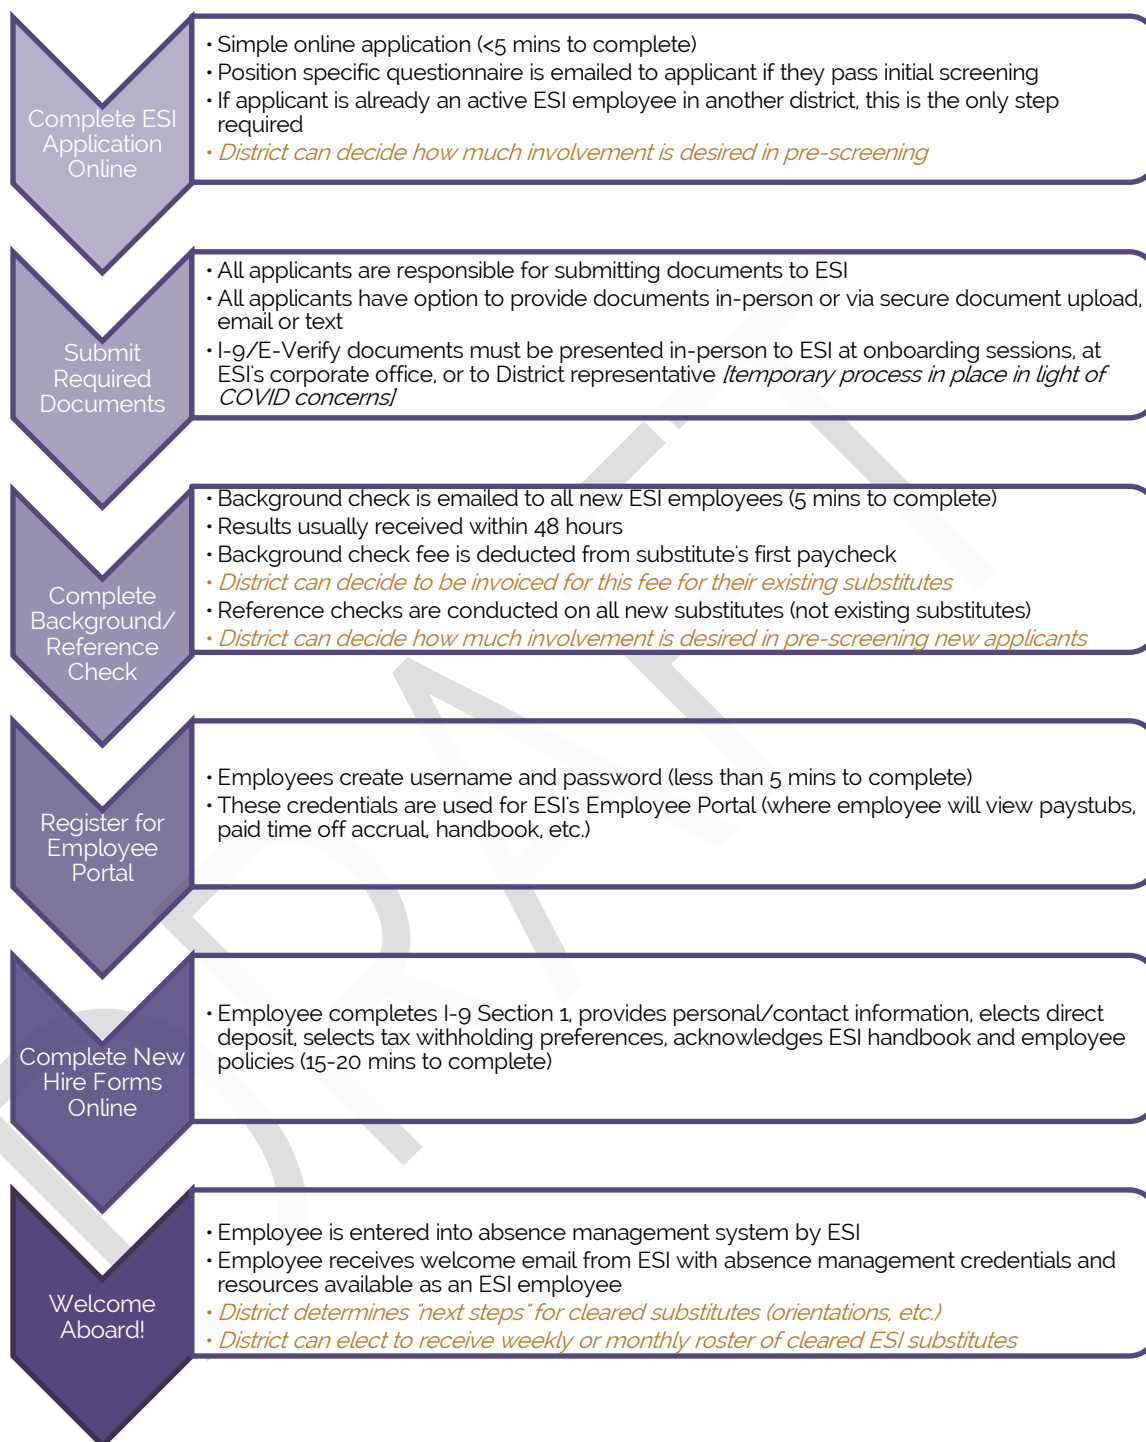 Complete ESI
Application
Online
• Simple online application (<5 mins to complete)
• Position specific questionnaire is emailed to applicant if they pass initial screening
• If applicant is already an active ESI employee in another district, this is the only step
required
• District can decide how much involvement is desired in pre-screening
Submit
Required
Documents
• All applicants are responsible for submitting documents to ESI
• All applicants have option to provide documents in-person or via secure document upload,
email or text
• I-9/E-Verify documents must be presented in-person to ESI at onboarding sessions, at
ESI's corporate office, or to District representative [temporary process in place in light of
COVID concerns]
Complete
Background/
Reference
Check
• Background check is emailed to all new ESI employees (5 mins to complete)
• Results usually received within 48 hours
• Background check fee is deducted from substitute's first paycheck
• District can decide to be invoiced for this fee for their existing substitutes
• Reference checks are conducted on all new substitutes (not existing substitutes)
• District can decide how much involvement is desired in pre-screening new applicants
Register for
Employee
Portal
• Employees create username and password (less than 5 mins to complete)
• These credentials are used for ESI's Employee Portal (where employee will view paystubs,
paid time off accrual, handbook, etc.)
Complete New
Hire Forms
Online
• Employee completes I-9 Section 1, provides personal/contact information, elects direct
deposit, selects tax withholding preferences, acknowledges ESI handbook and employee
policies (15-20 mins to complete)
Welcome
Aboard!
• Employee is entered into absence management system by ESI
• Employee receives welcome email from ESI with absence management credentials and
resources available as an ESI employee
• District determines "next steps" for cleared substitutes (orientations, etc.)
• District can elect to receive weekly or monthly roster of cleared ESI substitutes
DRAFT